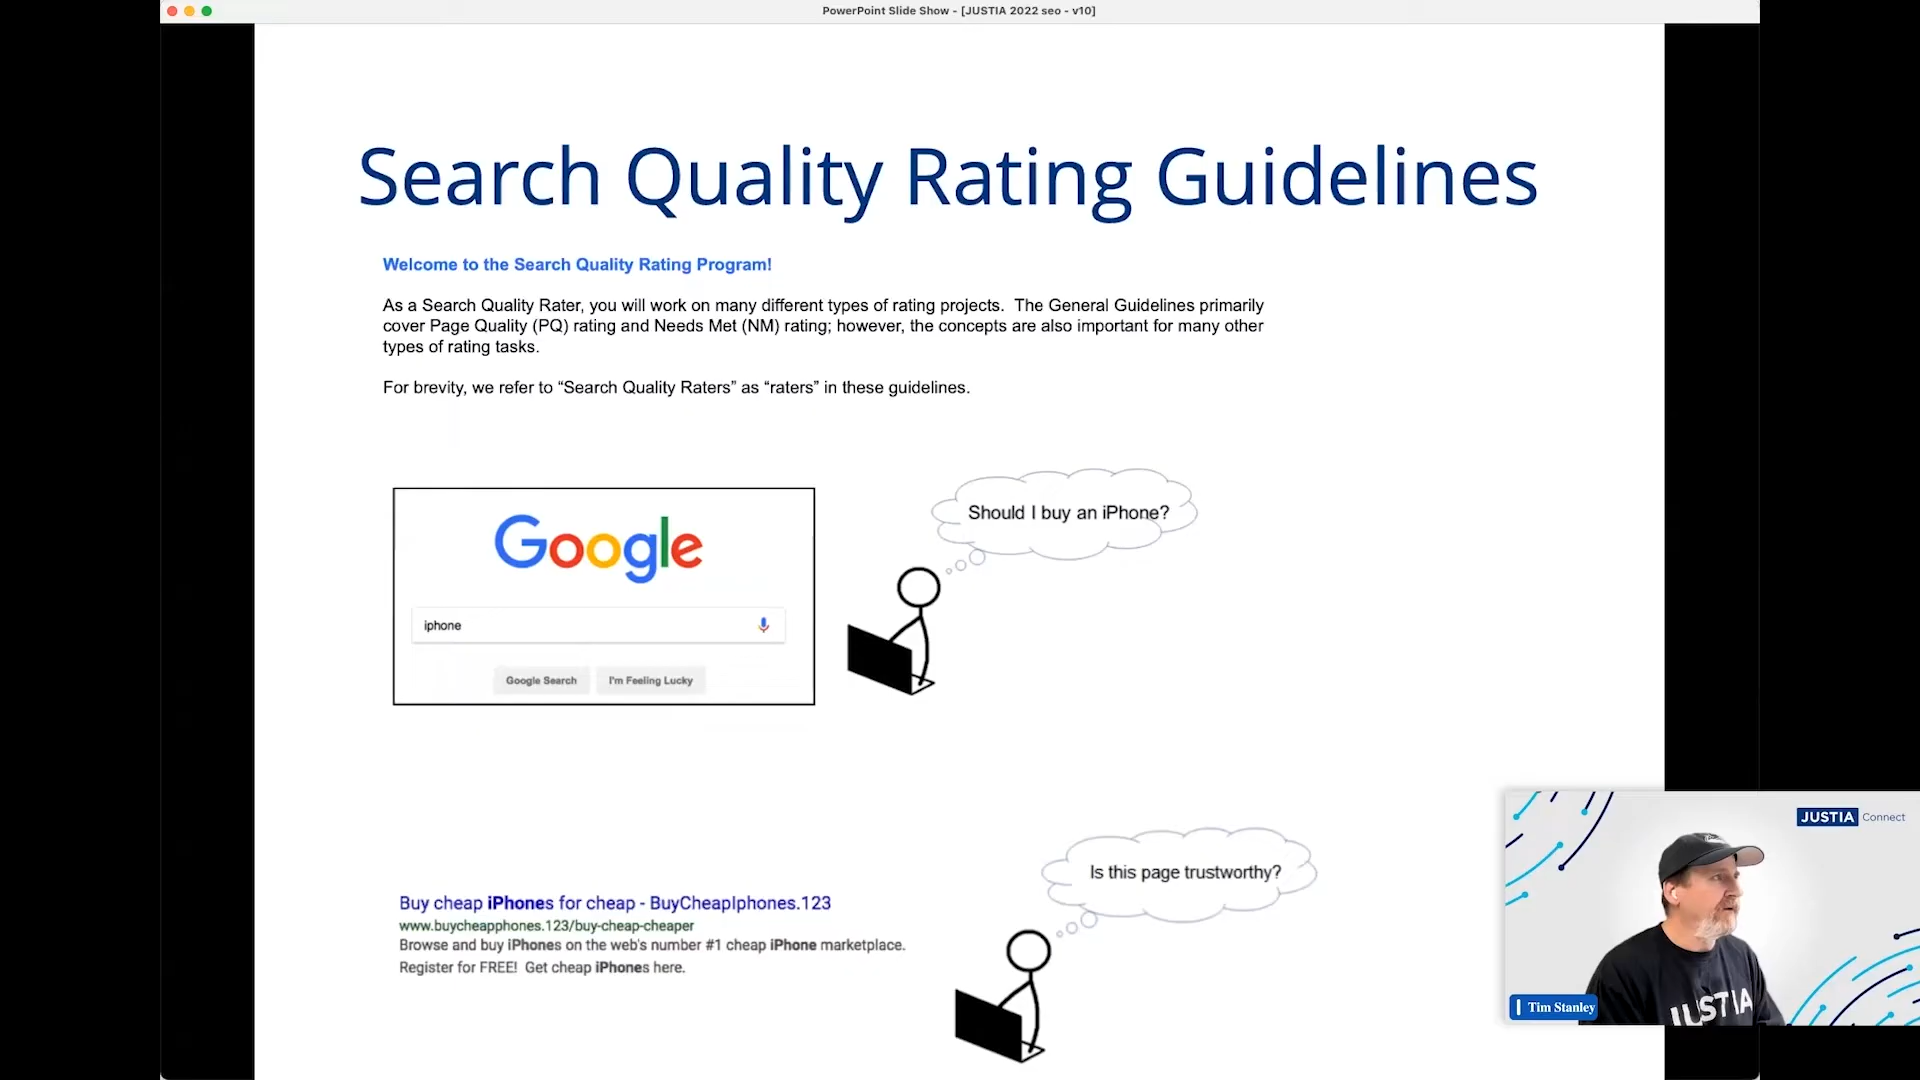 PowerPoint Slide Show - [JUSTIA 2022 seo - v10]
Search Quality Rating Guidelines
Welcome to the Search Quality Rating Program!
As a Search Quality Rater, you will work on many different types of rating projects. The General Guidelines primarily
cover Page Quality (PQ) rating and Needs Met (NM) rating; however, the concepts are also important for many other
types of rating tasks.
For brevity, we refer to “Search Quality Raters” as “raters” in these guidelines.
Google
iphone
Google Search
I'm Feeling Lucky
Should I buy an iPhone?
Buy cheap iPhones for cheap - BuyCheapIphones.123
www.buycheapphones.123/buy-cheap-cheaper
Browse and buy iPhones on the web's number #1 cheap iPhone marketplace.
Register for FREE! Get cheap iPhones here.
Is this page trustworthy?
JUSTIA Connect
JUSTIA
Tim Stanley